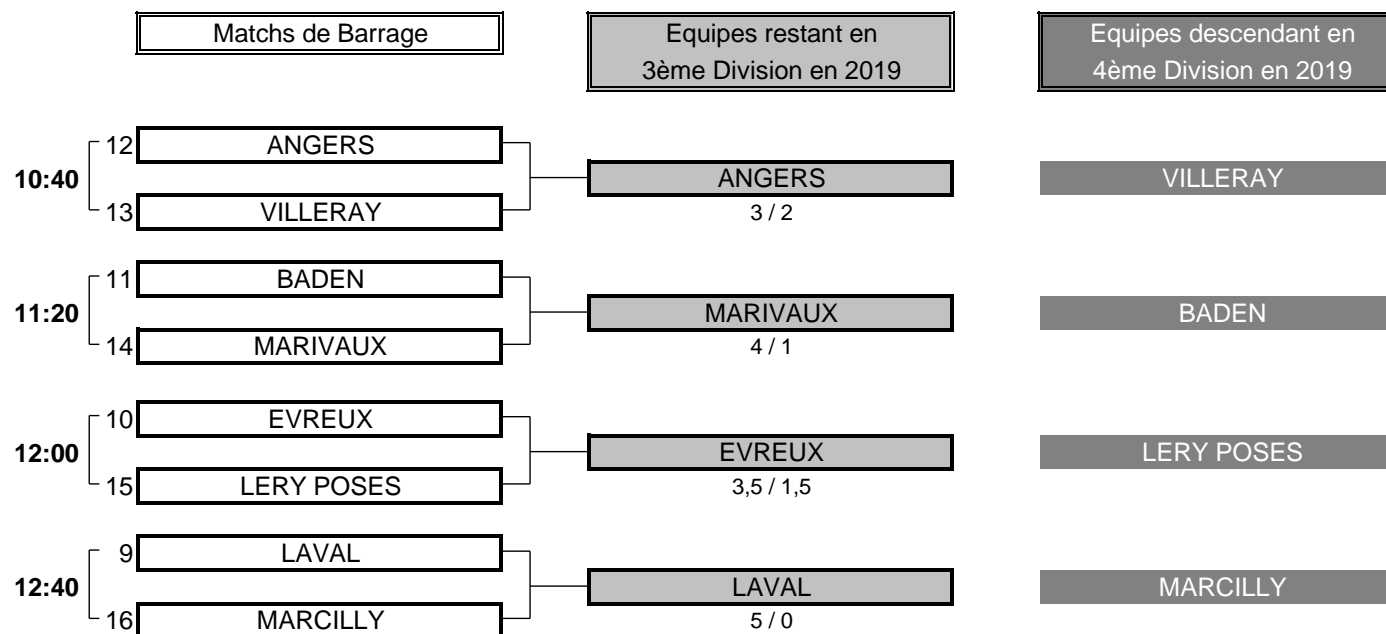 Matchs de Barrage
Equipes restant en
3ème Division en 2019
Equipes descendant en
4ème Division en 2019
12 ANGERS
10:40 ANGERS VILLERAY
13 VILLERAY 3 / 2
11 BADEN
11:20 MARIVAUX BADEN
14 MARIVAUX 4 / 1
10 EVREUX
12:00 EVREUX LERY POSES
15 LERY POSES 3,5 / 1,5
9 LAVAL
12:40 LAVAL MARCILLY
16 MARCILLY 5 / 0